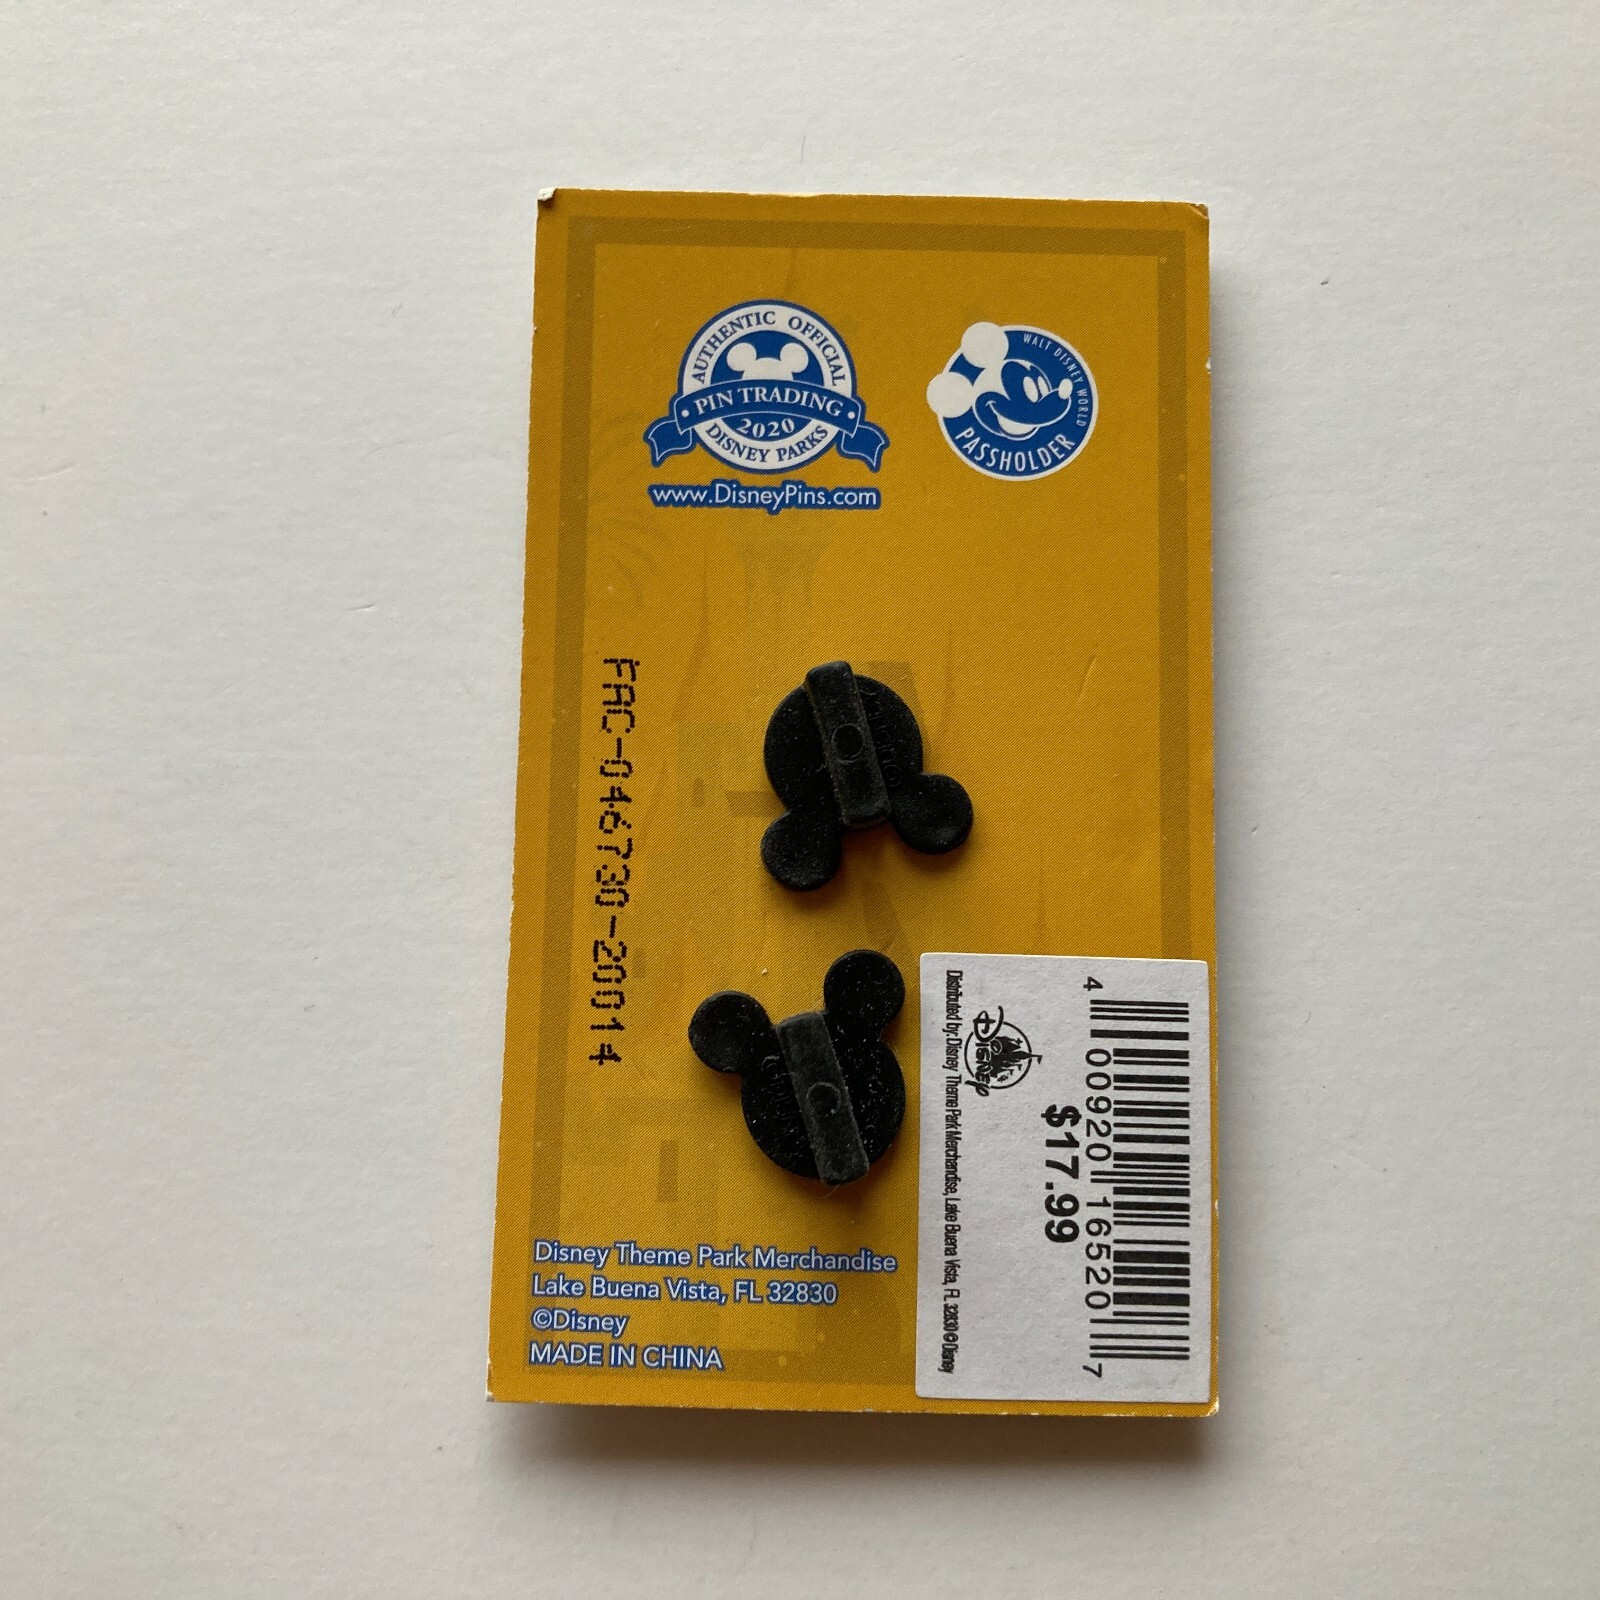 AUTHENTIC OFFICIAL
PIN TRADING
2020
DISNEY PARKS
www.DisneyPins.com
WALT DISNEY WORLD
PASSHOLDER
FAC-046730-20014
Disney Theme Park Merchandise
Lake Buena Vista, FL 32830
©Disney
MADE IN CHINA
4 00920 16520 7
$17.99
Disney
Distributed by: Disney Theme Park Merchandise, Lake Buena Vista, FL 32830 © Disney